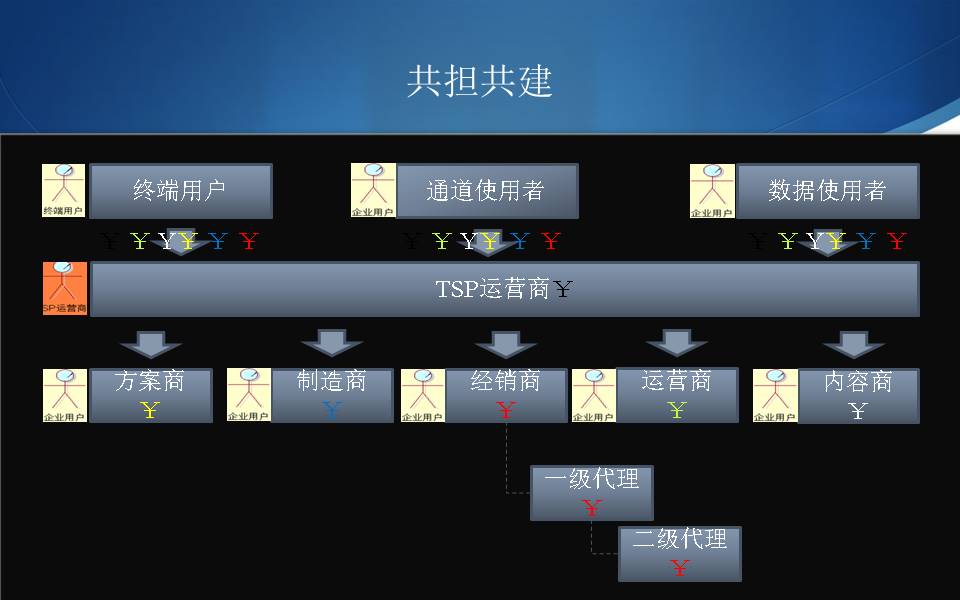 共担共建
终端用户
终端用户
企业用户
通道使用者
企业用户
数据使用者
¥ ¥ ¥ ¥ ¥ ¥
¥ ¥ ¥ ¥ ¥ ¥
¥ ¥ ¥ ¥ ¥ ¥
SP运营商
TSP运营商¥
企业用户
方案商
¥
企业用户
制造商
¥
企业用户
经销商
¥
企业用户
运营商
¥
企业用户
内容商
¥
一级代理
¥
二级代理
¥